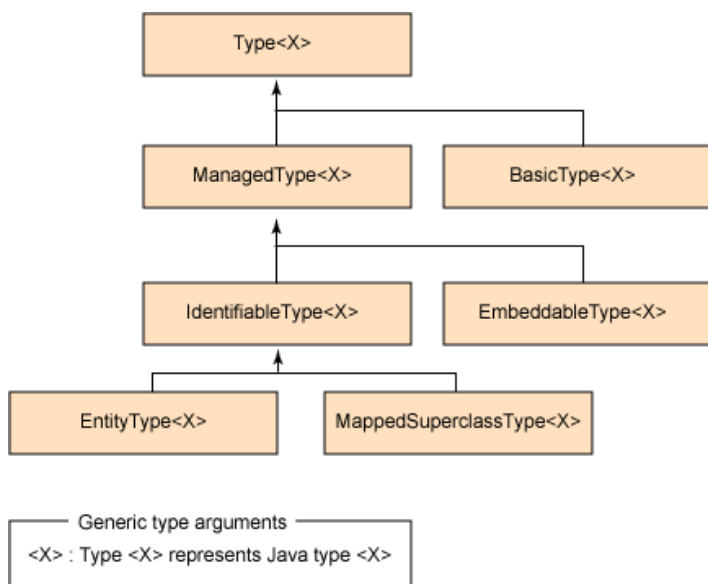 Type<X>
ManagedType<X>
BasicType<X>
IdentifiableType<X>
EmbeddableType<X>
EntityType<X>
MappedSuperclassType<X>
Generic type arguments
<X> : Type <X> represents Java type <X>